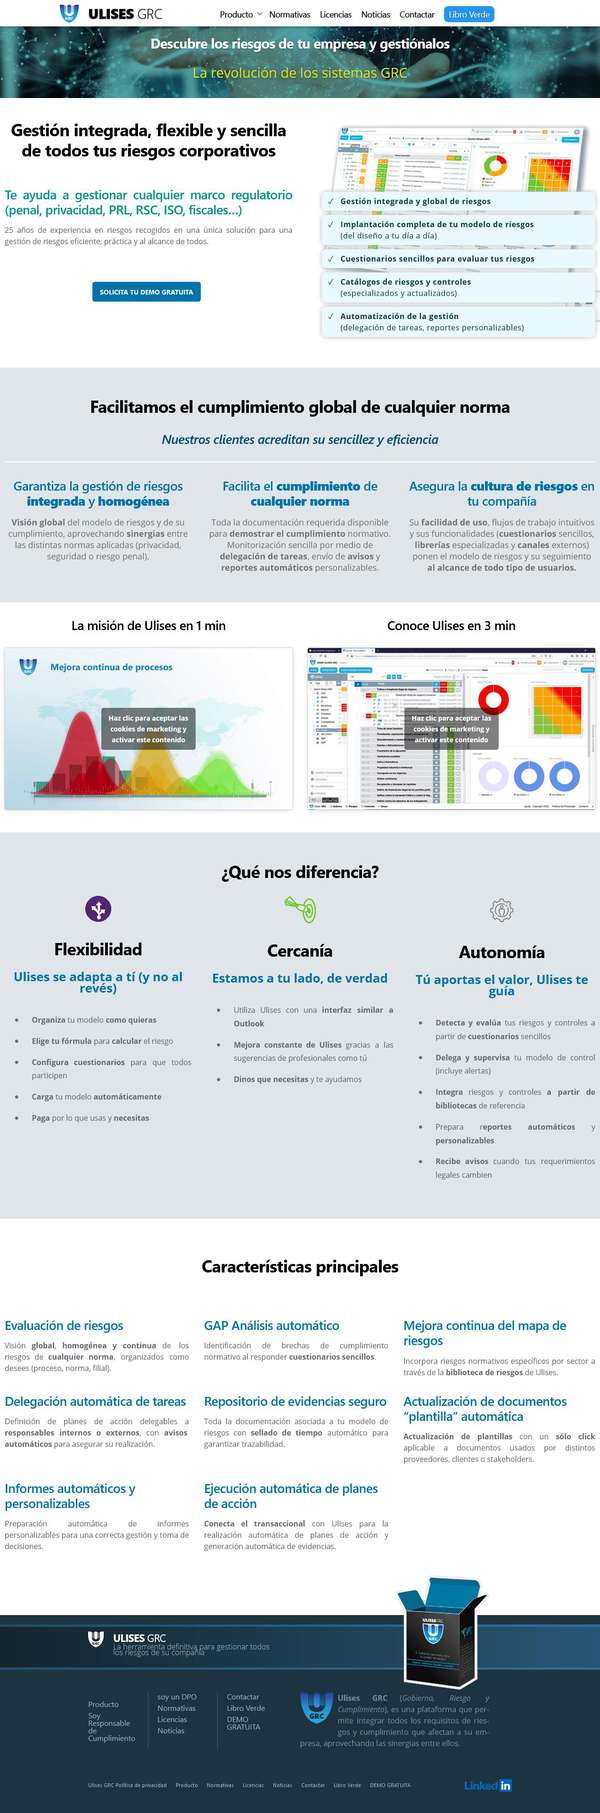 ULISES GRC
Producto Normativas Licencias Noticias Contactar Libro Verde
Descubre los riesgos de tu empresa y gestiónalos
La revolución de los sistemas GRC
Gestión integrada, flexible y sencilla
de todos tus riesgos corporativos
Te ayuda a gestionar cualquier marco regulatorio
(penal, privacidad, PRL, RSC, ISO, fiscales...)
25 años de experiencia en riesgos recogidos en una única solución para una
gestión de riesgos eficiente, práctica y al alcance de todos.
SOLICITA TU DEMO GRATUITA
✓ Gestión integrada y global de riesgos
✓ Implantación completa de tu modelo de riesgos
(del diseño a tu día a día)
✓ Cuestionarios sencillos para evaluar tus riesgos
✓ Catálogos de riesgos y controles
(especializados y actualizados)
✓ Automatización de la gestión
(delegación de tareas, reportes personalizables)
Facilitamos el cumplimiento global de cualquier norma
Nuestros clientes acreditan su sencillez y eficiencia
Garantiza la gestión de riesgos
integrada y homogénea
Visión global del modelo de riesgos y de su
cumplimiento, aprovechando sinergias entre
las distintas normas aplicadas (privacidad,
seguridad o riesgo penal).
Facilita el cumplimiento de
cualquier norma
Toda la documentación requerida disponible
para demostrar el cumplimiento normativo.
Monitorización sencilla por medio de
delegación de tareas, envío de avisos y
reportes automáticos personalizables.
Asegura la cultura de riesgos en
tu compañía
Su facilidad de uso, flujos de trabajo intuitivos
y sus funcionalidades (cuestionarios sencillos,
librerías especializadas y canales externos)
ponen el modelo de riesgos y su seguimiento
al alcance de todo tipo de usuarios.
La misión de Ulises en 1 min
Mejora continua de procesos
Haz clic para aceptar las
cookies de marketing y
activar este contenido
Conoce Ulises en 3 min
Haz clic para aceptar las
cookies de marketing y
activar este contenido
¿Qué nos diferencia?
Flexibilidad
Ulises se adapta a tí (y no al
revés)
• Organiza tu modelo como quieras
• Elige tu fórmula para calcular el riesgo
• Configura cuestionarios para que todos
participen
• Carga tu modelo automáticamente
• Paga por lo que usas y necesitas
Cercanía
Estamos a tu lado, de verdad
• Utiliza Ulises con una interfaz similar a
Outlook
• Mejora constante de Ulises gracias a las
sugerencias de profesionales como tú
• Dinos que necesitas y te ayudamos
Autonomía
Tú aportas el valor, Ulises te
guía
• Detecta y evalúa tus riesgos y controles a
partir de cuestionarios sencillos
• Delega y supervisa tu modelo de control
(incluye alertas)
• Integra riesgos y controles a partir de
bibliotecas de referencia
• Prepara reportes automáticos y
personalizables
• Recibe avisos cuando tus requerimientos
legales cambien
Características principales
Evaluación de riesgos
Visión global, homogénea y continua de los
riesgos de cualquier norma, organizados como
desees (proceso, norma, filial).
GAP Análisis automático
Identificación de brechas de cumplimiento
normativo al responder cuestionarios sencillos.
Mejora continua del mapa de
riesgos
Incorpora riesgos normativos específicos por sector a
través de la biblioteca de riesgos de Ulises.
Delegación automática de tareas
Definición de planes de acción delegables a
responsables internos o externos, con avisos
automáticos para asegurar su realización.
Repositorio de evidencias seguro
Toda la documentación asociada a tu modelo de
riesgos con sellado de tiempo automático para
garantizar trazabilidad.
Actualización de documentos
"plantilla" automática
Actualización de plantillas con un sólo click
aplicable a documentos usados por distintos
proveedores, clientes o stakeholders.
Informes automáticos y
personalizables
Preparación automática de informes
personalizables para una correcta gestión y toma de
decisiones.
Ejecución automática de planes
de acción
Conecta el transaccional con Ulises para la
realización automática de planes de acción y
generación automática de evidencias.
ULISES GRC
La herramienta definitiva para gestionar todos
los riesgos de su compañía
ULISES GRC
GRC
Producto
Soy
Responsable
de
Cumplimiento
soy un DPO
Normativas
Licencias
Noticias
Contactar
Libro Verde
DEMO
GRATUITA
GRC
Ulises GRC (Gobierno, Riesgo y
Cumplimiento), es una plataforma que per-
mite integrar todos los requisitos de ries-
gos y cumplimiento que afectan a su em-
presa, aprovechando las sinergias entre ellos.
Ulises GRC Política de privacidad Producto Normativas Licencias Noticias Contactar Libro Verde DEMO GRATUITA
Linked in